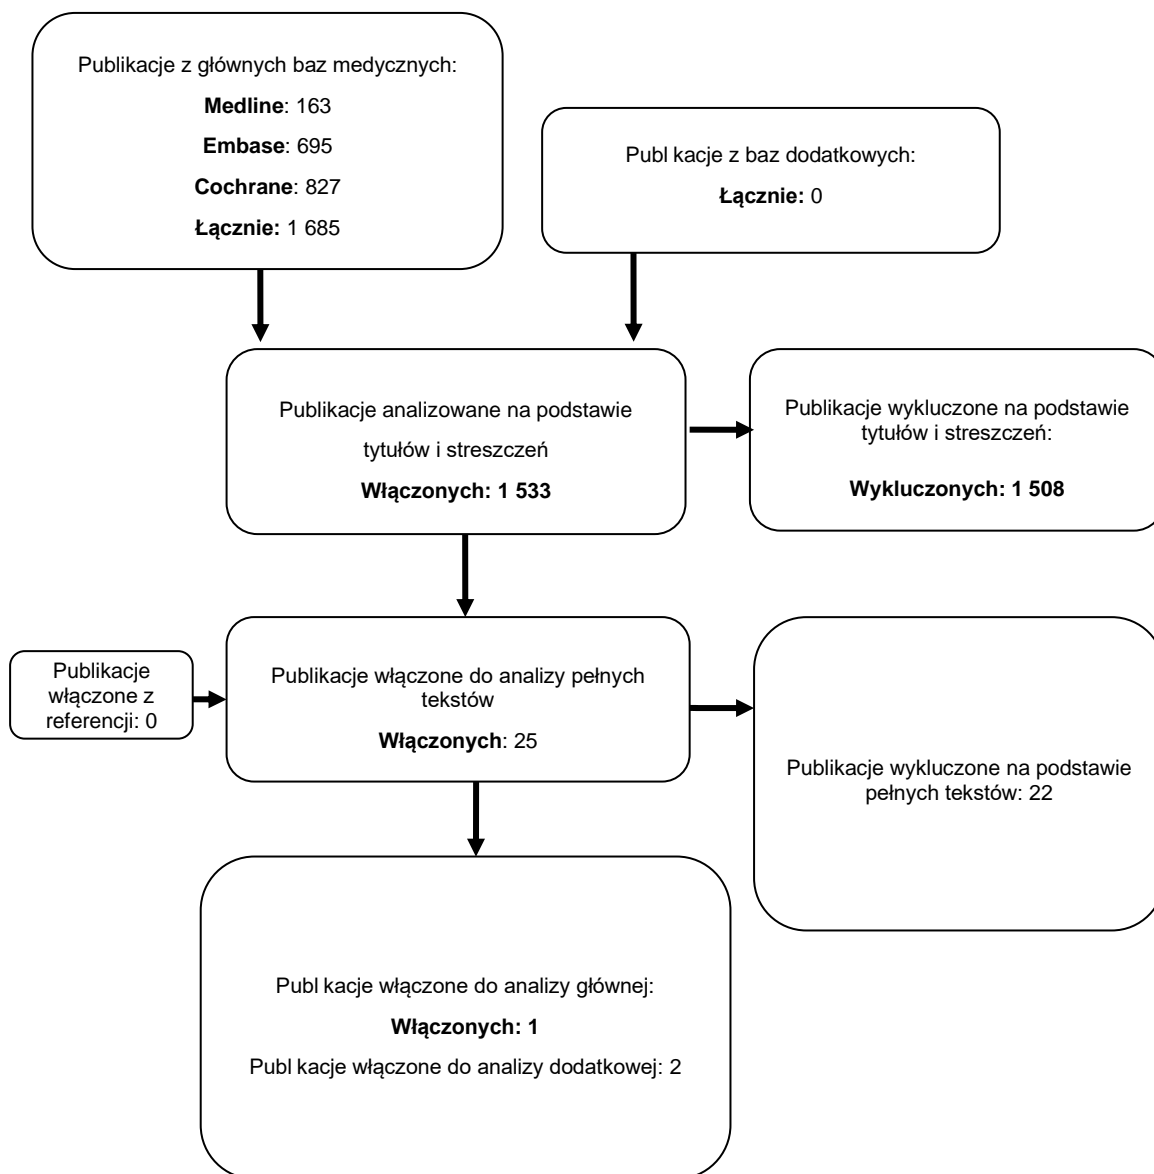 Publikacje z głównych baz medycznych:
Medline: 163
Embase: 695
Cochrane: 827
Łącznie: 1 685
Publ kacje z baz dodatkowych:
Łącznie: 0
Publikacje analizowane na podstawie
tytułów i streszczeń
Włączonych: 1 533
Publikacje wykluczone na podstawie
tytułów i streszczeń:
Wykluczonych: 1 508
Publikacje
włączone z
referencji: 0
Publikacje włączone do analizy pełnych
tekstów
Włączonych: 25
Publikacje wykluczone na podstawie
pełnych tekstów: 22
Publ kacje włączone do analizy głównej:
Włączonych: 1
Publ kacje włączone do analizy dodatkowej: 2